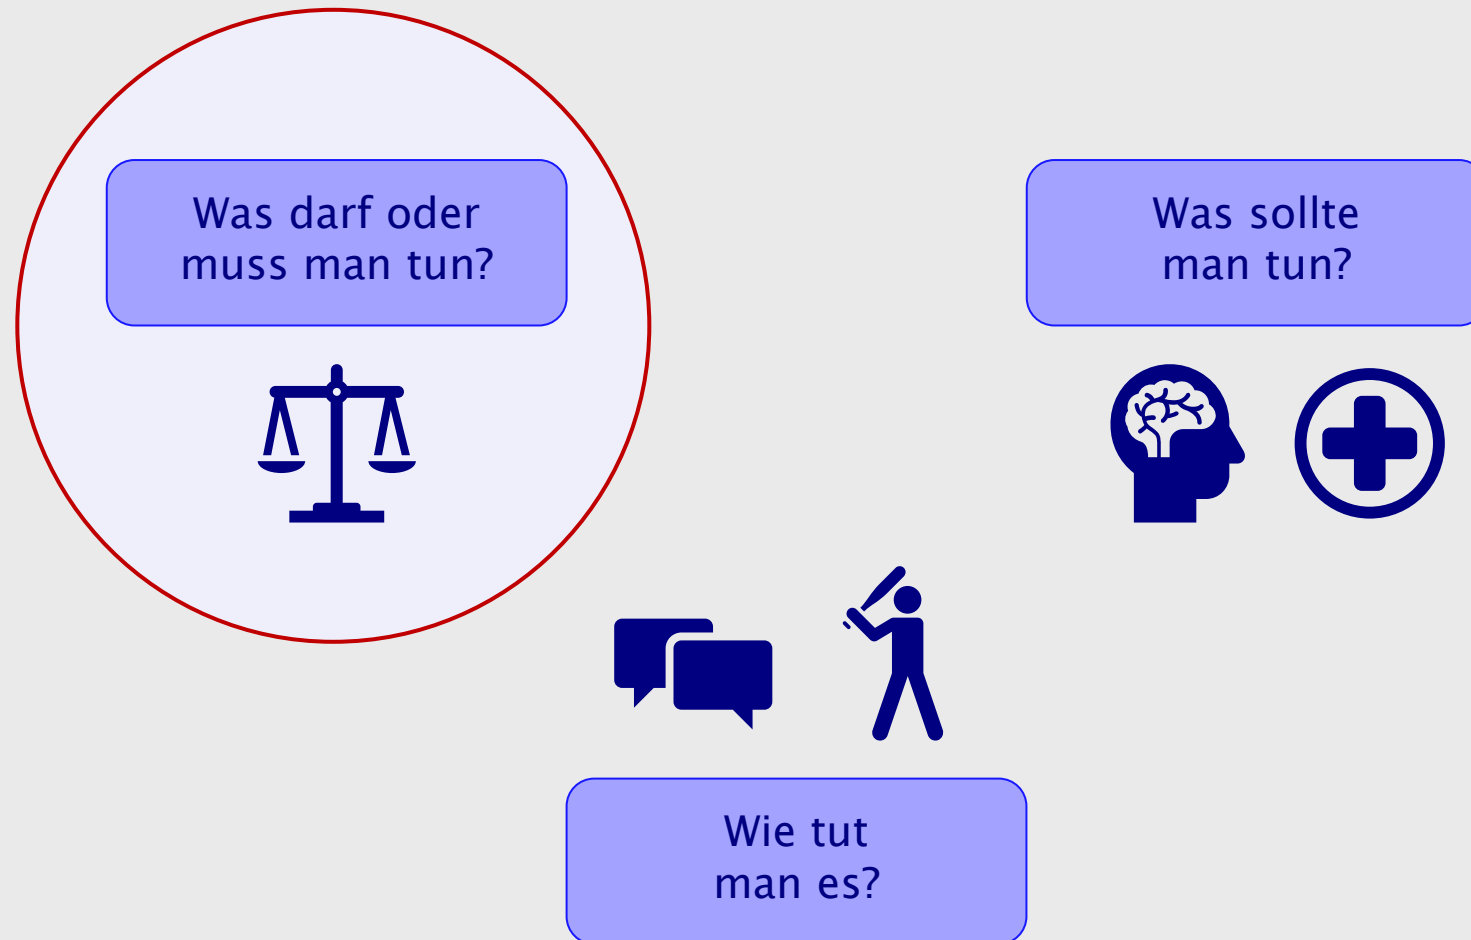 Was darf oder
muss man tun?
Was sollte
man tun?
Wie tut
man es?